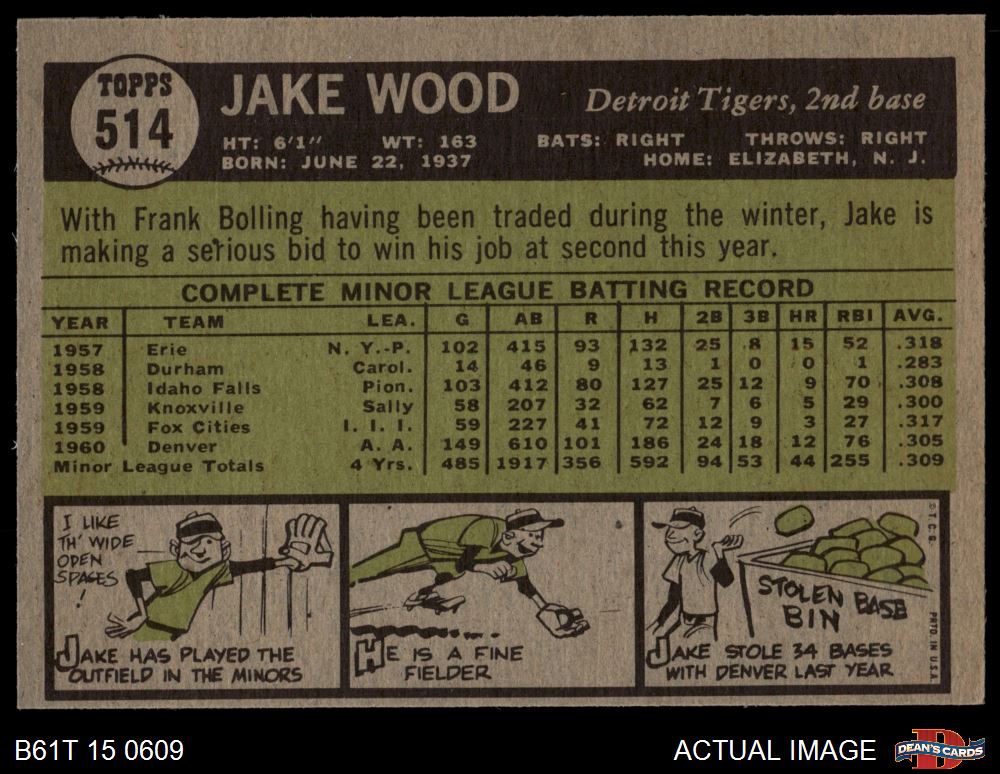 TOPPS
514
JAKE WOOD
Detroit Tigers, 2nd base
HT: 6'1" WT: 163 BATS: RIGHT THROWS: RIGHT
BORN: JUNE 22, 1937 HOME: ELIZABETH, N. J.
With Frank Bolling having been traded during the winter, Jake is
making a serious bid to win his job at second this year.
COMPLETE MINOR LEAGUE BATTING RECORD
YEAR TEAM LEA. G AB R H 2B 3B HR RBI AVG.
1957 Erie N. Y.-P. 102 415 93 132 25 8 15 52 .318
1958 Durham Carol. 14 46 9 13 1 0 0 1 .283
1958 Idaho Falls Pion. 103 412 80 127 25 12 9 70 .308
1959 Knoxville Sally 58 207 32 62 7 6 5 29 .300
1959 Fox Cities I. I. I. 59 227 41 72 12 9 3 27 .317
1960 Denver A. A. 149 610 101 186 24 18 12 76 .305
Minor League Totals 4 Yrs. 485 1917 356 592 94 53 44 255 .309
I LIKE
TH' WIDE
ODEN
SPASES
!
JAKE HAS PLAYED THE
OUTFIELD IN THE MINORS
HE IS A FINE
FIELDER
STOLEN BASE
BIN
JAKE STOLE 34 BASES
WITH DENVER LAST YEAR
© T. C. G.
PRTD. IN U.S.A.
B61T 15 0609
ACTUAL IMAGE
D
DEAN'S CARDS